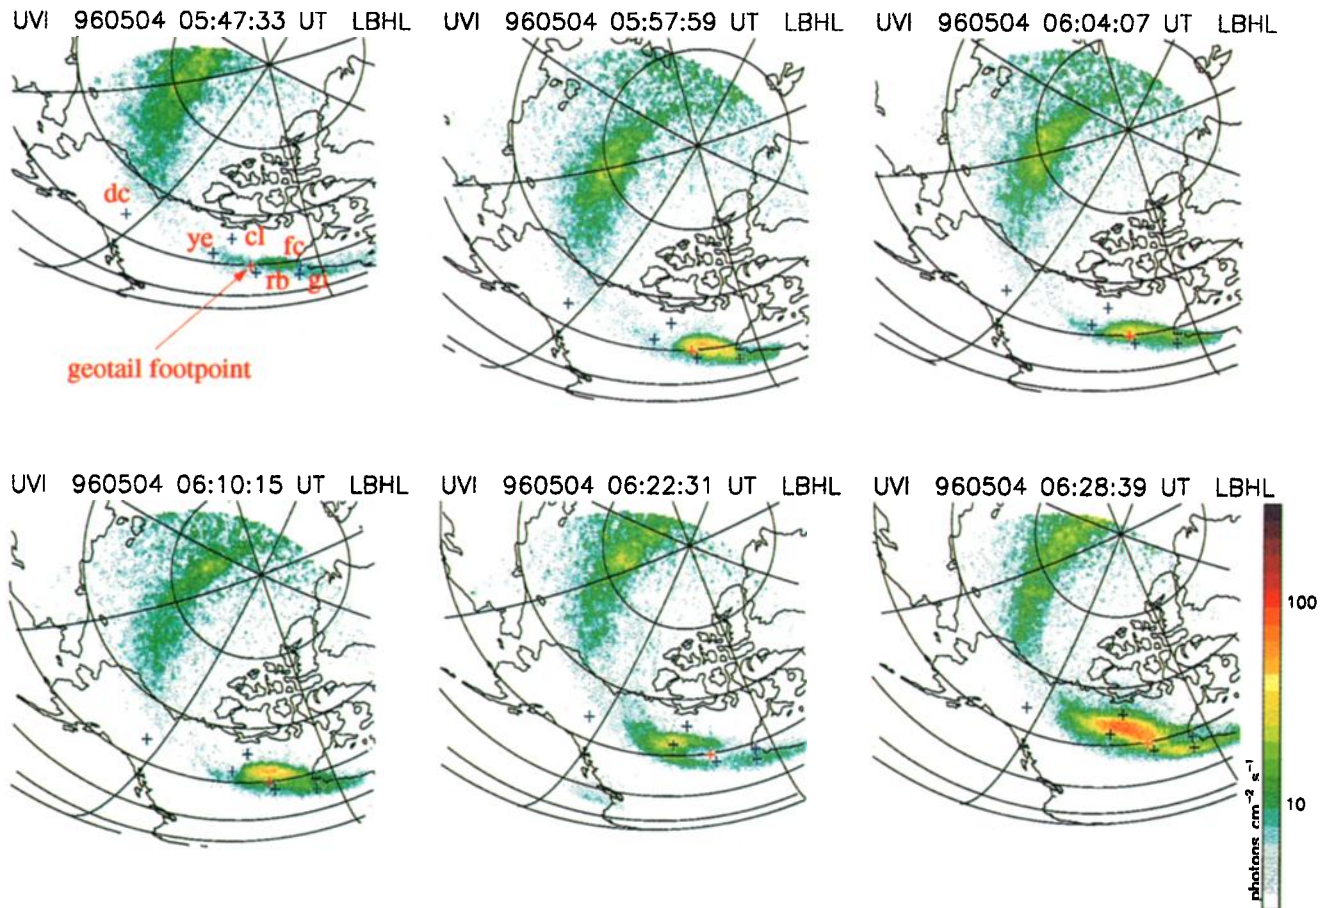 UVI 960504 05:47:33 UT LBHL
UVI 960504 05:57:59 UT LBHL
UVI 960504 06:04:07 UT LBHL
dc
ye
cl
fc
rb
gi
geotail footpoint
UVI 960504 06:10:15 UT LBHL
UVI 960504 06:22:31 UT LBHL
UVI 960504 06:28:39 UT LBHL
100
10
photons cm⁻² s⁻¹